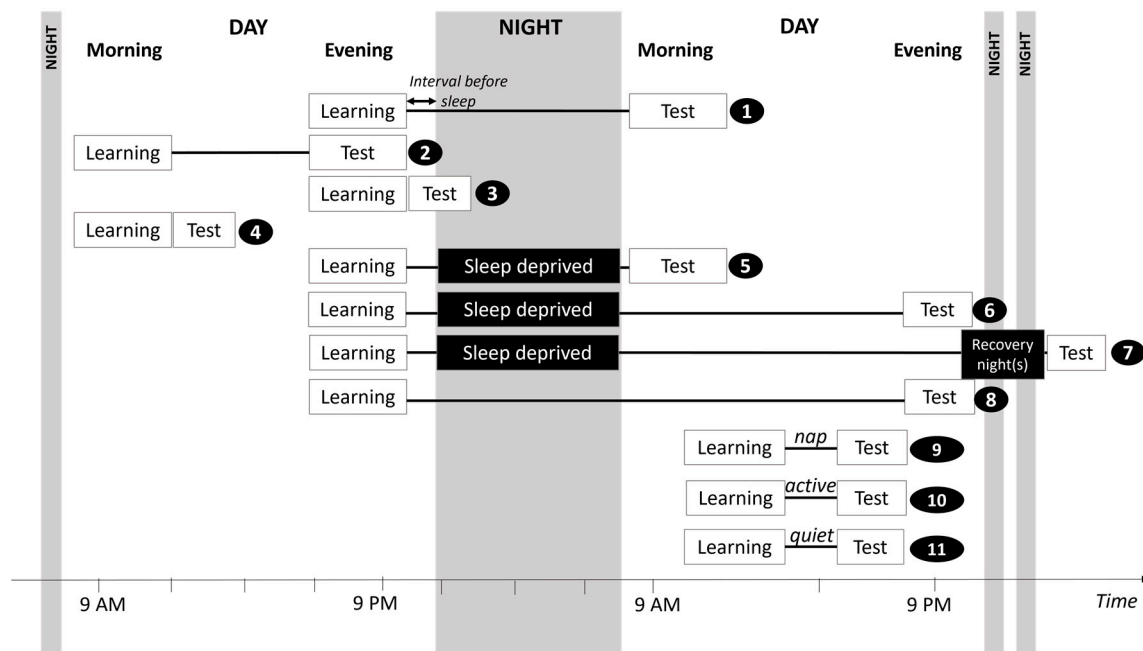 NIGHT
DAY
NIGHT
DAY
NIGHT
NIGHT
Morning
Evening
Morning
Evening
Interval before
sleep
Learning
Test
1
Learning
Test
2
Learning
Test
3
Learning
Test
4
Learning
Sleep deprived
Test
5
Learning
Sleep deprived
Test
6
Learning
Sleep deprived
Recovery
night(s)
Test
7
Learning
Test
8
Learning
nap
Test
9
Learning
active
Test
10
Learning
quiet
Test
11
9 AM
9 PM
9 AM
9 PM
Time